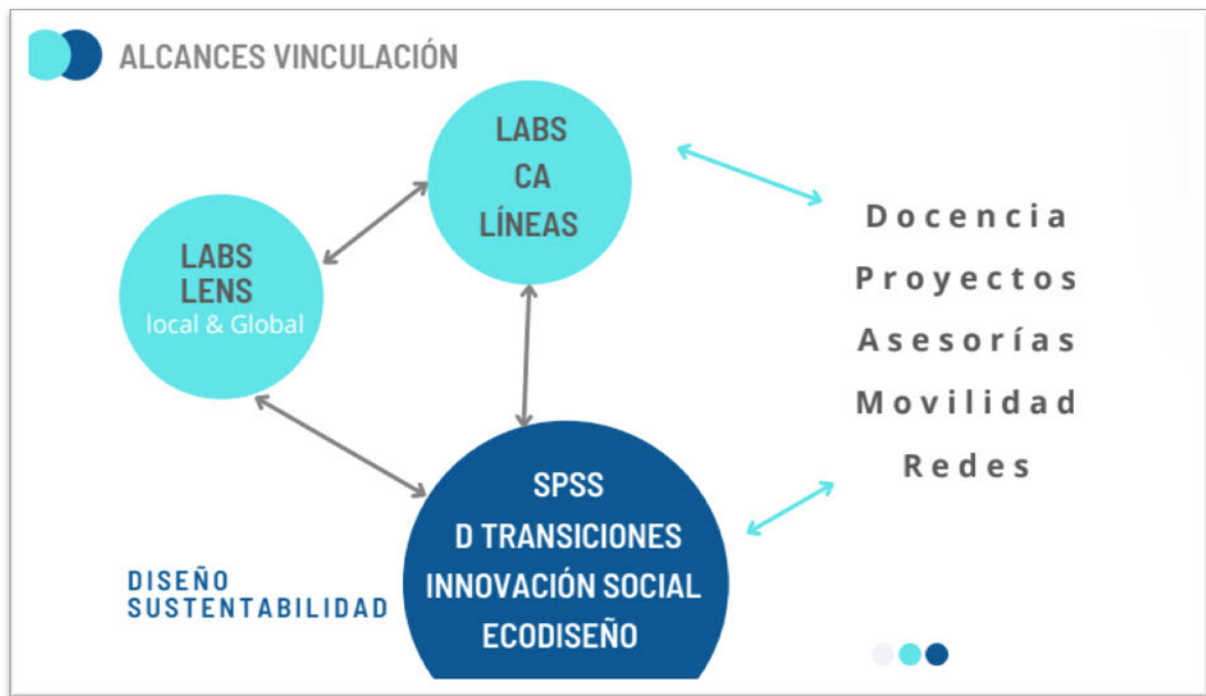 ALCANCES VINCULACIÓN
LABS
CA
LÍNEAS
LABS
LENS
local & Global
Docencia
Proyectos
Asesorías
Movilidad
Redes
SPSS
D TRANSICIONES
INNOVACIÓN SOCIAL
ECODISEÑO
DISEÑO
SUSTENTABILIDAD